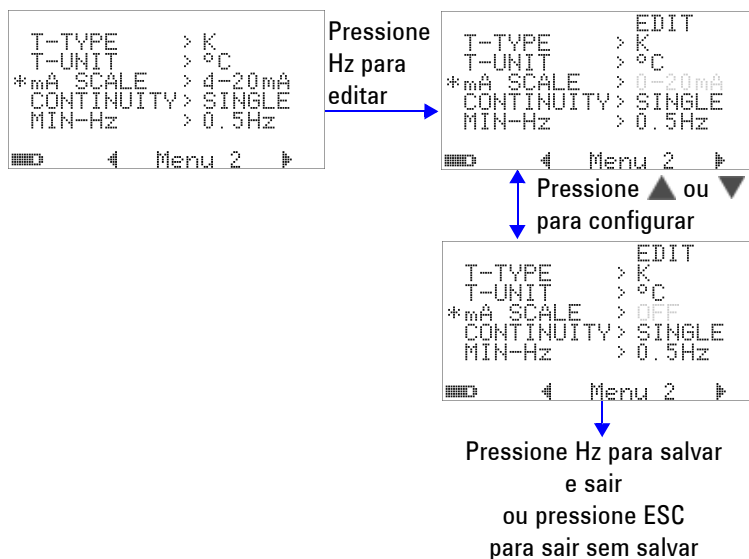 T-TYPE > K
T-UNIT > °C
*mA SCALE > 4-20mA
CONTINUITY> SINGLE
MIN-Hz > 0.5Hz
Menu 2
Pressione
Hz para
editar
EDIT
T-TYPE > K
T-UNIT > °C
*mA SCALE > 0-20mA
CONTINUITY> SINGLE
MIN-Hz > 0.5Hz
Menu 2
Pressione ▲ ou ▼
para configurar
EDIT
T-TYPE > K
T-UNIT > °C
*mA SCALE > OFF
CONTINUITY> SINGLE
MIN-Hz > 0.5Hz
Menu 2
Pressione Hz para salvar
e sair
ou pressione ESC
para sair sem salvar